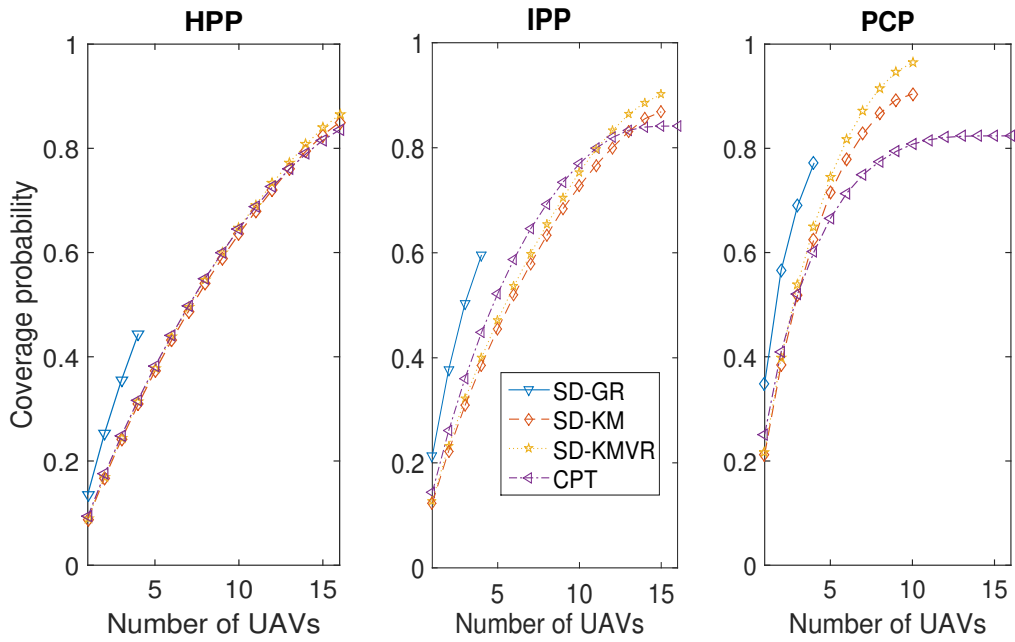 HPP
IPP
PCP
Coverage probability
1
0.8
0.6
0.4
0.2
0
5 10 15
Number of UAVs
1
0.8
0.6
0.4
0.2
0
5 10 15
Number of UAVs
SD-GR
SD-KM
SD-KMVR
CPT
1
0.8
0.6
0.4
0.2
0
5 10 15
Number of UAVs